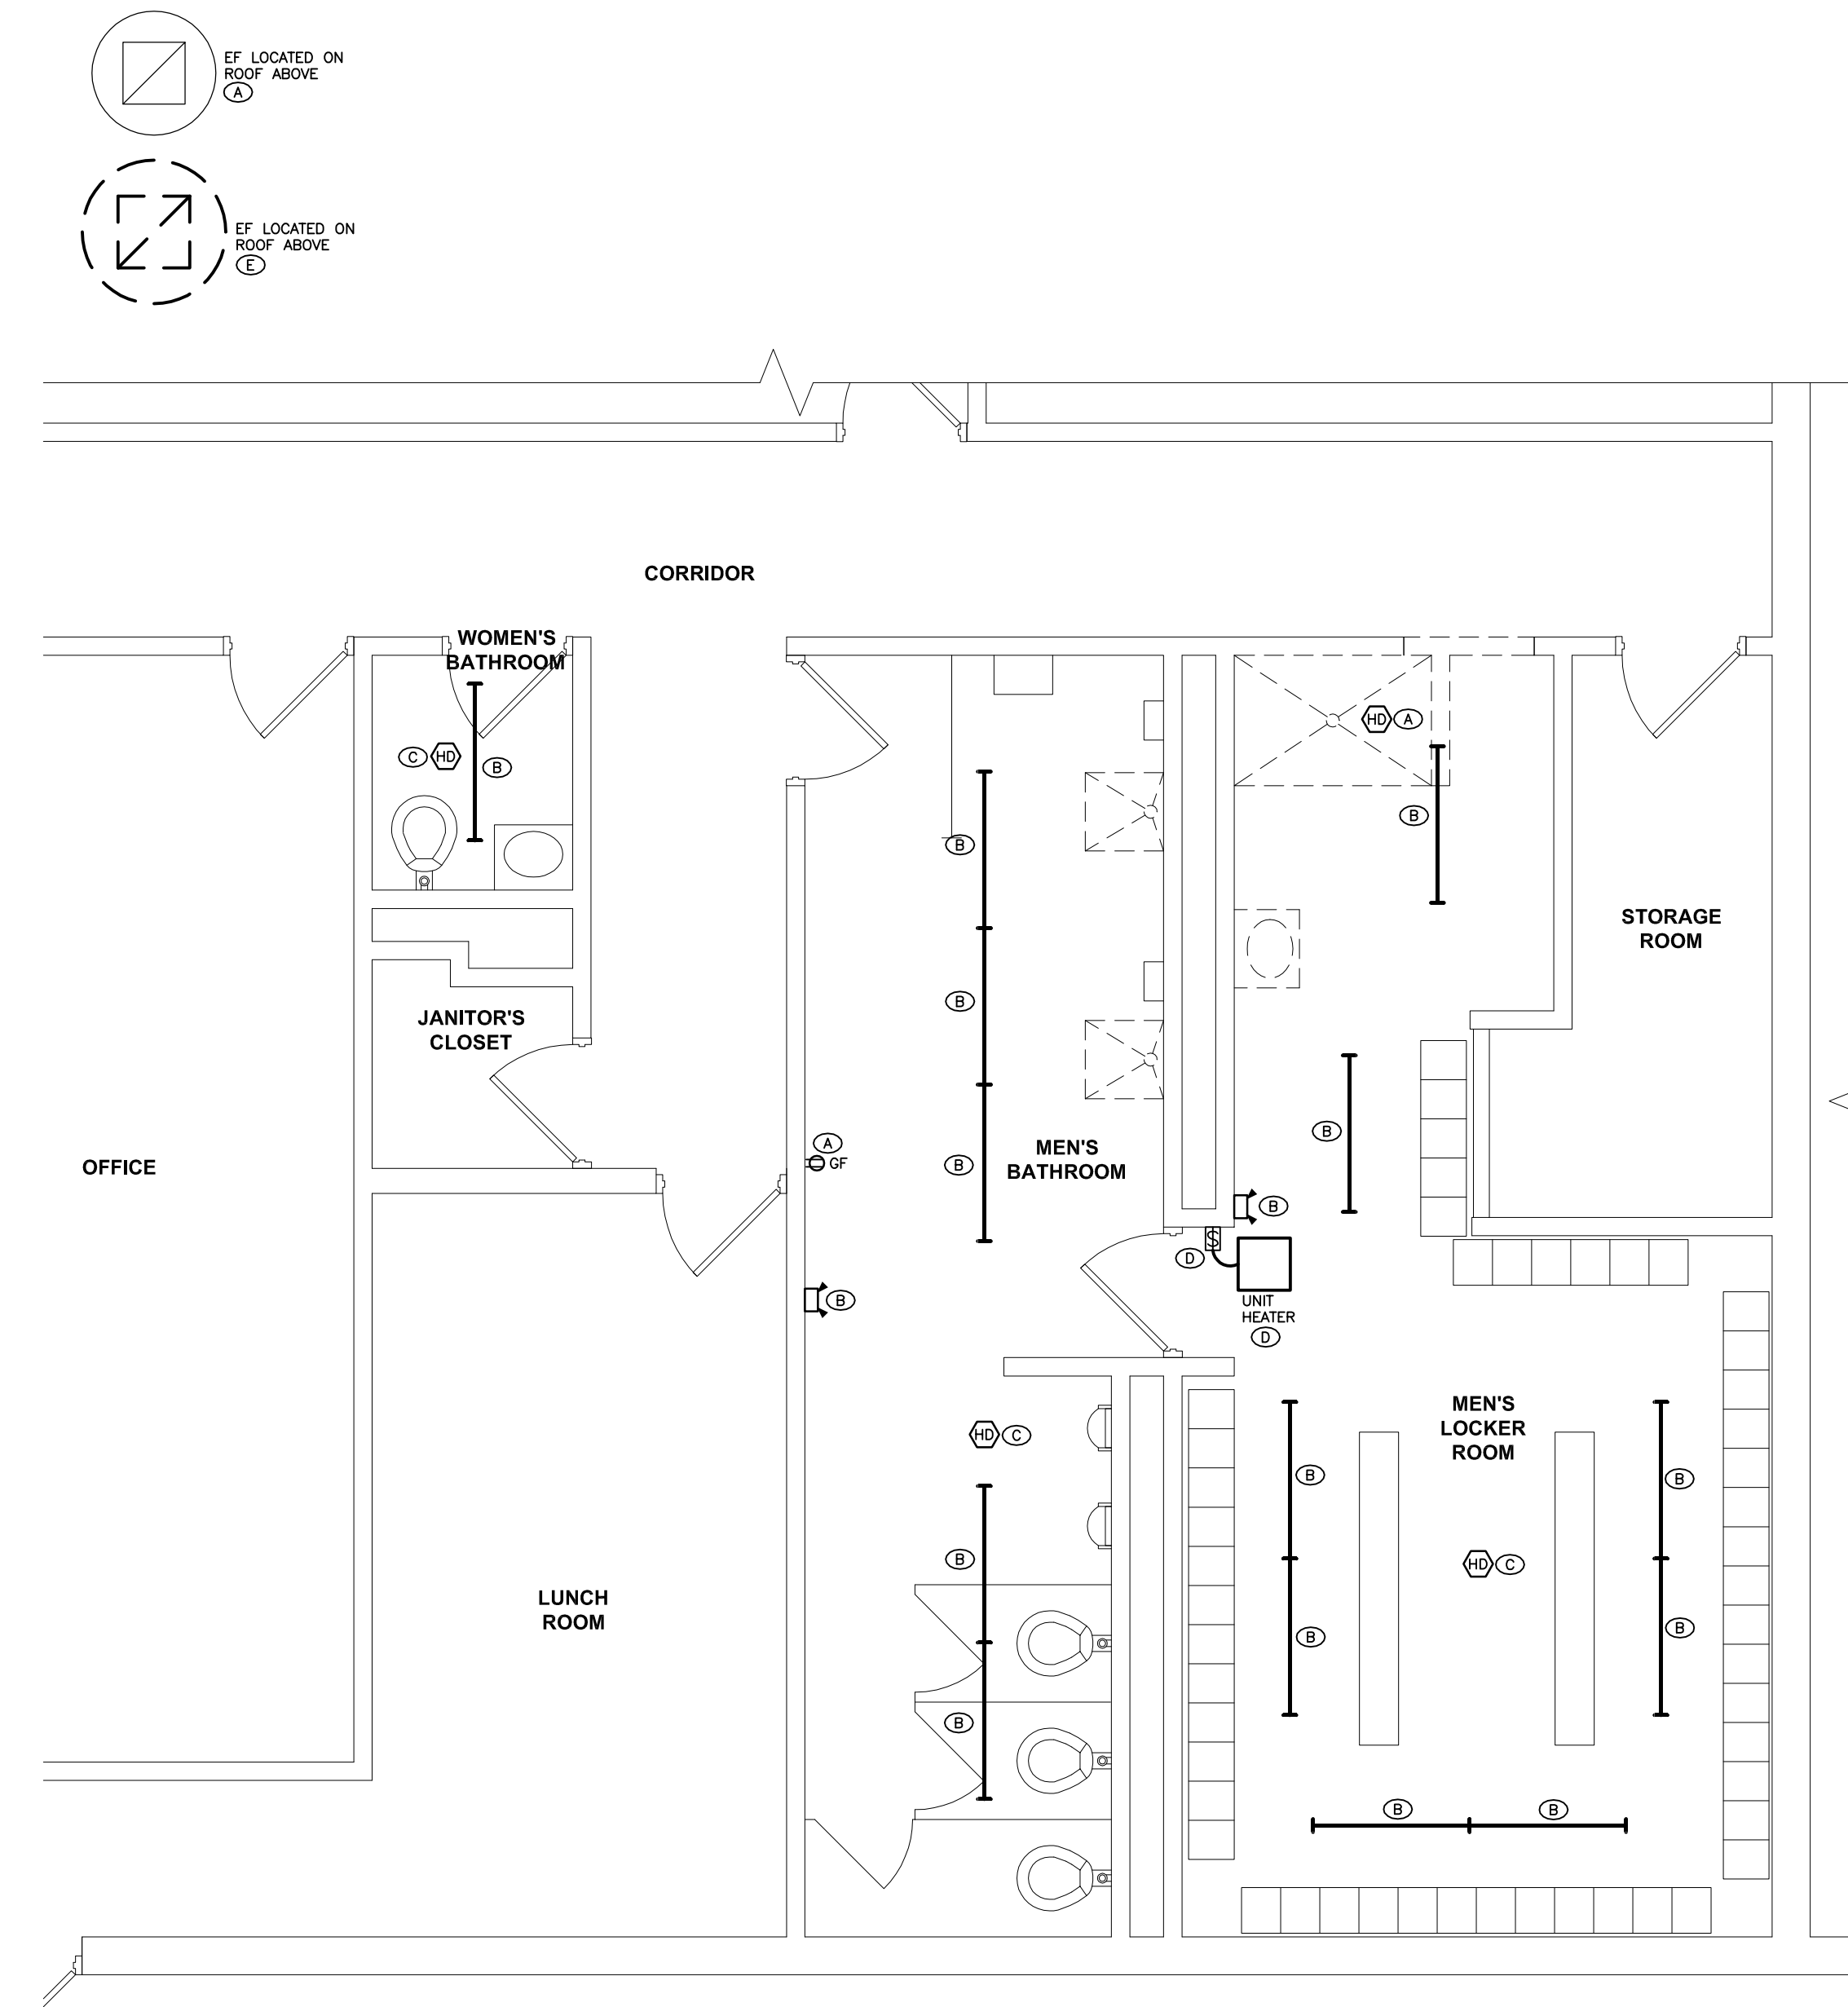 EF LOCATED ON
ROOF ABOVE
A
EF LOCATED ON
ROOF ABOVE
E
CORRIDOR
WOMEN'S
BATHROOM
C HD B
HD A
B
B
STORAGE
ROOM
B
JANITOR'S
CLOSET
B
A
GF
B
MEN'S
BATHROOM
OFFICE
B
$
D
UNIT
HEATER
D
B
MEN'S
LOCKER
ROOM
HD C
B
B
B
HD C
LUNCH
ROOM
B
B
B
B
B